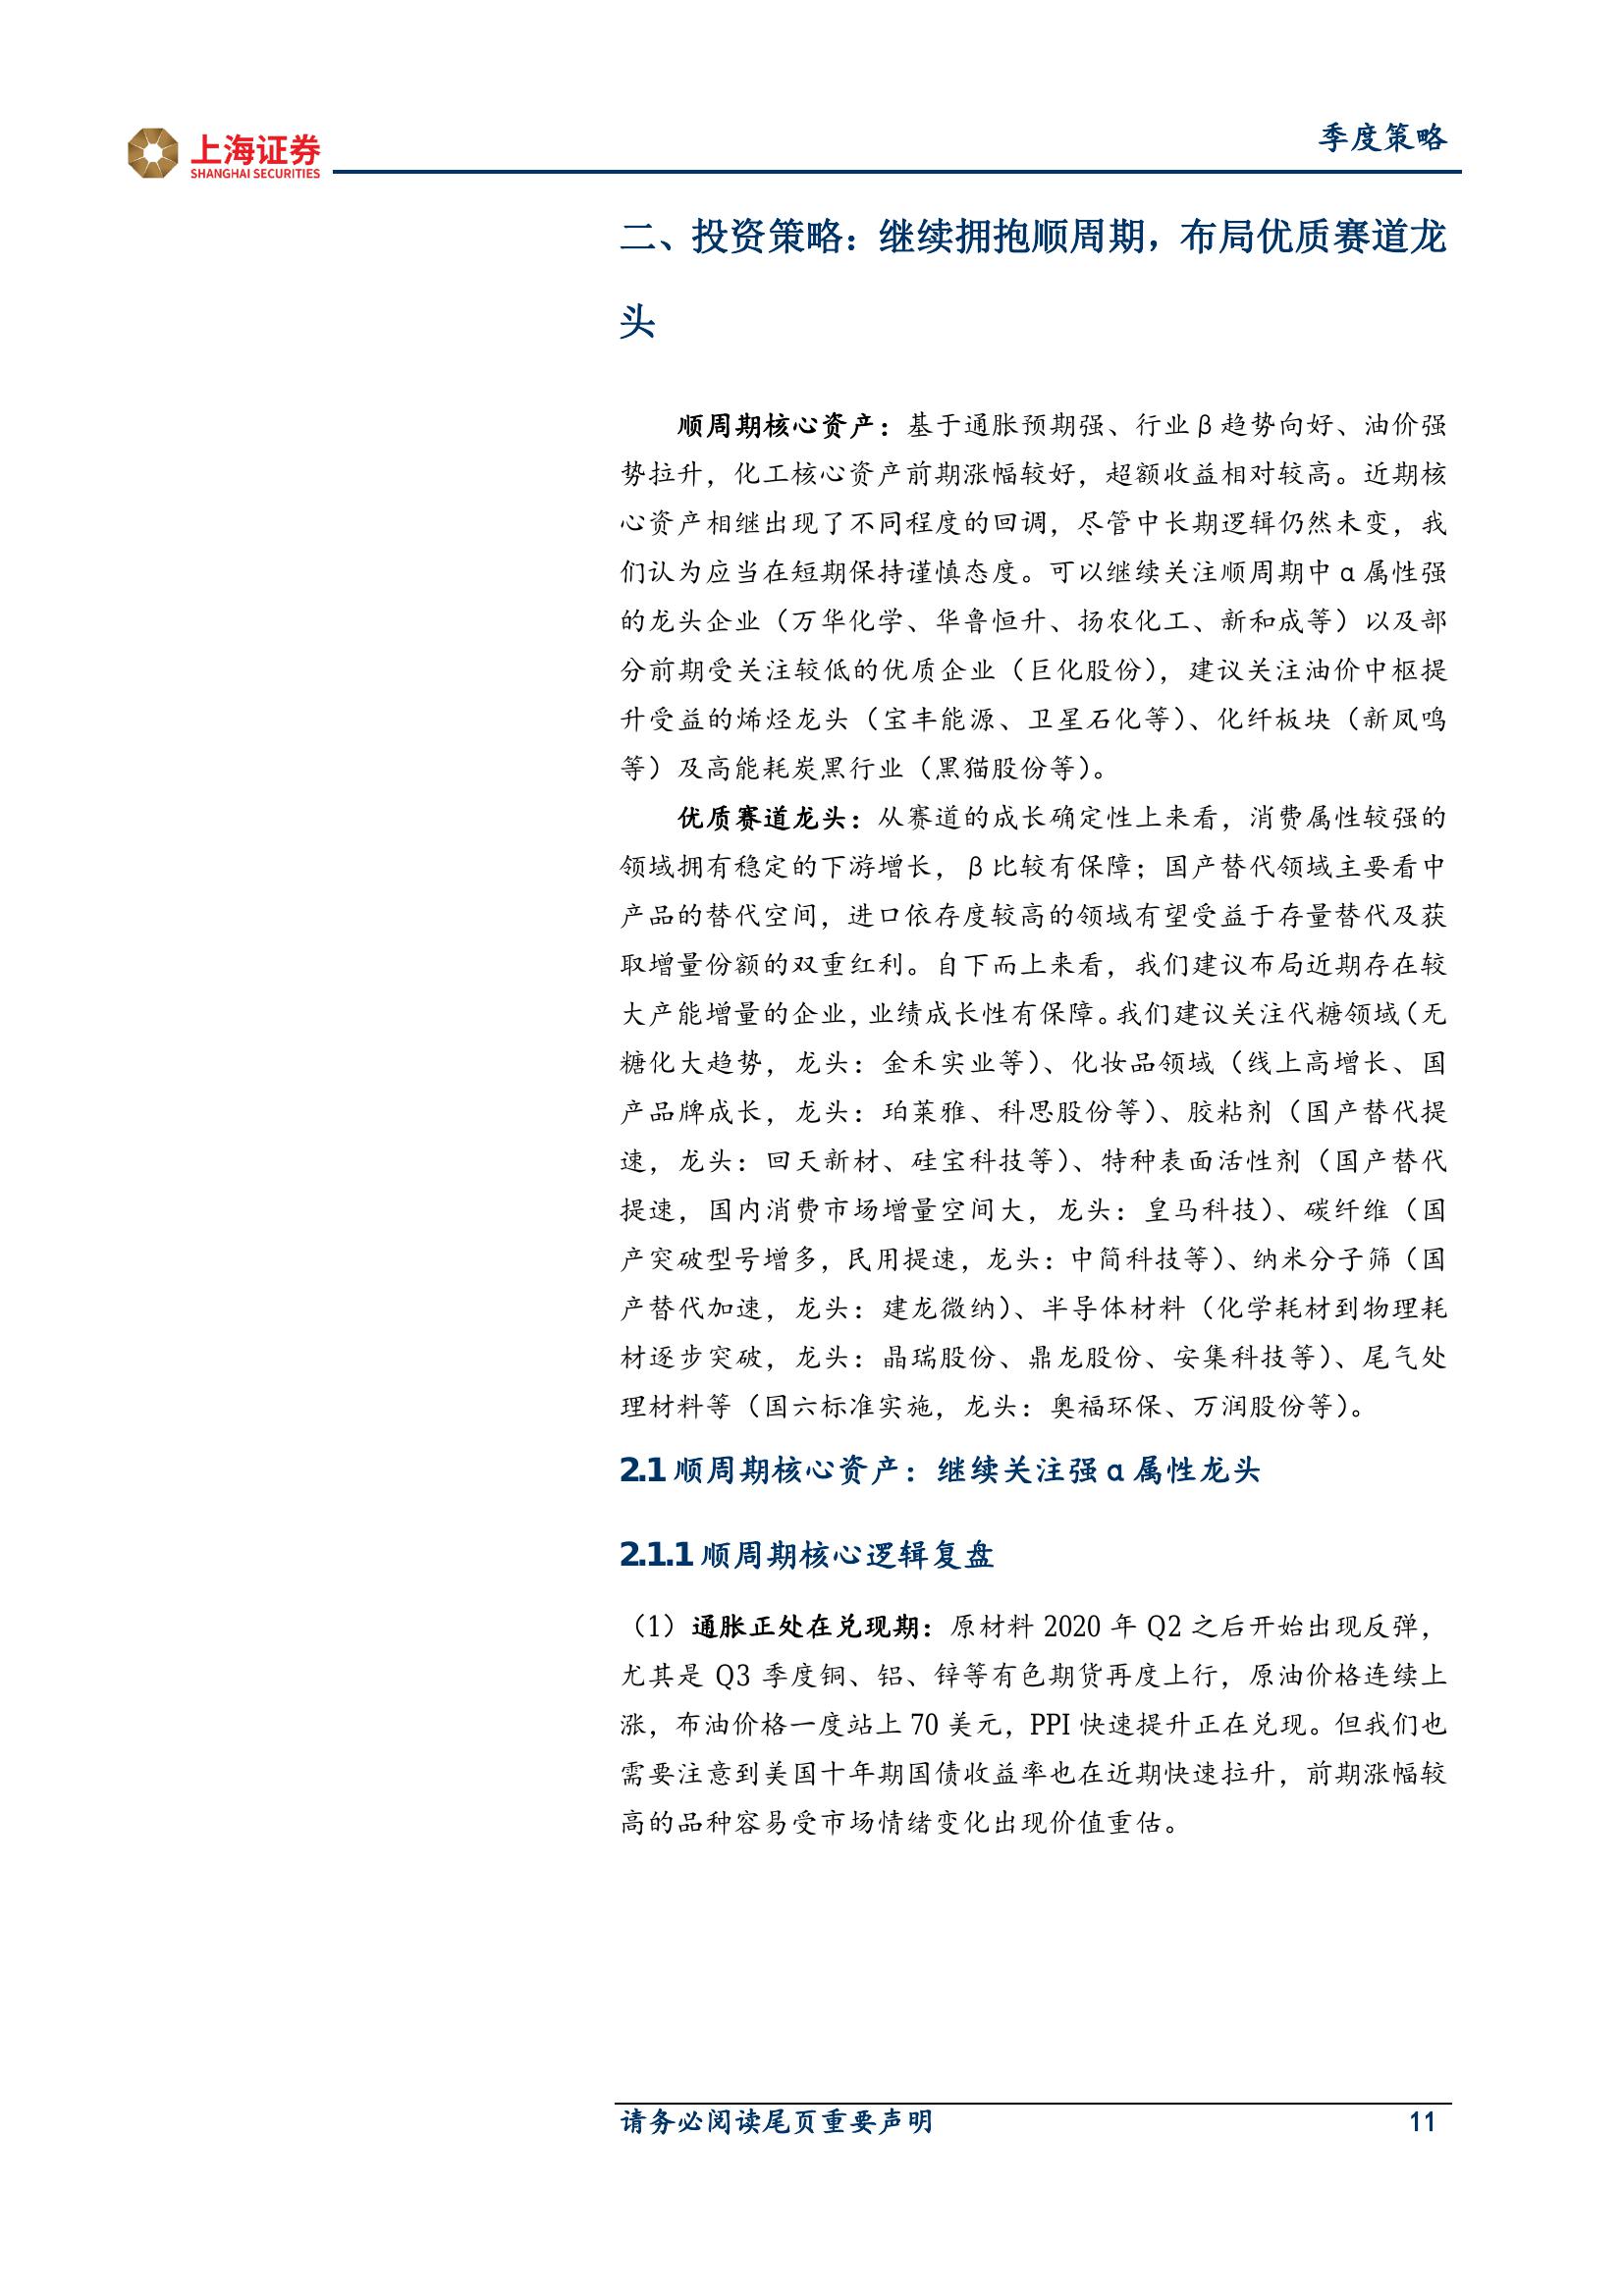 上海证券
SHANGHAI SECURITIES
季度策略
二、投资策略：继续拥抱顺周期，布局优质赛道龙
头
顺周期核心资产：基于通胀预期强、行业β趋势向好、油价强
势拉升，化工核心资产前期涨幅较好，超额收益相对较高。近期核
心资产相继出现了不同程度的回调，尽管中长期逻辑仍然未变，我
们认为应当在短期保持谨慎态度。可以继续关注顺周期中α属性强
的龙头企业（万华化学、华鲁恒升、扬农化工、新和成等）以及部
分前期受关注较低的优质企业（巨化股份），建议关注油价中枢提
升受益的烯烃龙头（宝丰能源、卫星石化等）、化纤板块（新凤鸣
等）及高能耗炭黑行业（黑猫股份等）。
优质赛道龙头：从赛道的成长确定性上来看，消费属性较强的
领域拥有稳定的下游增长，β比较有保障；国产替代领域主要看中
产品的替代空间，进口依存度较高的领域有望受益于存量替代及获
取增量份额的双重红利。自下而上来看，我们建议布局近期存在较
大产能增量的企业，业绩成长性有保障。我们建议关注代糖领域（无
糖化大趋势，龙头：金禾实业等）、化妆品领域（线上高增长、国
产品牌成长，龙头：珀莱雅、科思股份等）、胶粘剂（国产替代提
速，龙头：回天新材、硅宝科技等）、特种表面活性剂（国产替代
提速，国内消费市场增量空间大，龙头：皇马科技）、碳纤维（国
产突破型号增多，民用提速，龙头：中简科技等）、纳米分子筛（国
产替代加速，龙头：建龙微纳）、半导体材料（化学耗材到物理耗
材逐步突破，龙头：晶瑞股份、鼎龙股份、安集科技等）、尾气处
理材料等（国六标准实施，龙头：奥福环保、万润股份等）。
2.1 顺周期核心资产：继续关注强α属性龙头
2.1.1 顺周期核心逻辑复盘
（1）通胀正处在兑现期：原材料 2020 年 Q2 之后开始出现反弹，
尤其是 Q3 季度铜、铝、锌等有色期货再度上行，原油价格连续上
涨，布油价格一度站上 70 美元，PPI 快速提升正在兑现。但我们也
需要注意到美国十年期国债收益率也在近期快速拉升，前期涨幅较
高的品种容易受市场情绪变化出现价值重估。
请务必阅读尾页重要声明
11